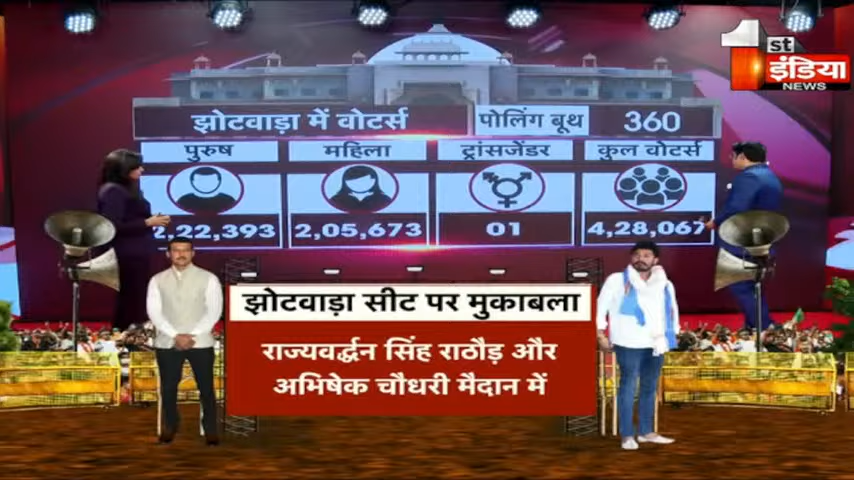 1st
इंडिया
NEWS
झोटवाड़ा में वोटर्स पोलिंग बूथ 360
पुरुष महिला ट्रांसजेंडर कुल वोटर्स
2,22,393 2,05,673 01 4,28,067
झोटवाड़ा सीट पर मुकाबला
राज्यवर्द्धन सिंह राठौड़ और
अभिषेक चौधरी मैदान में